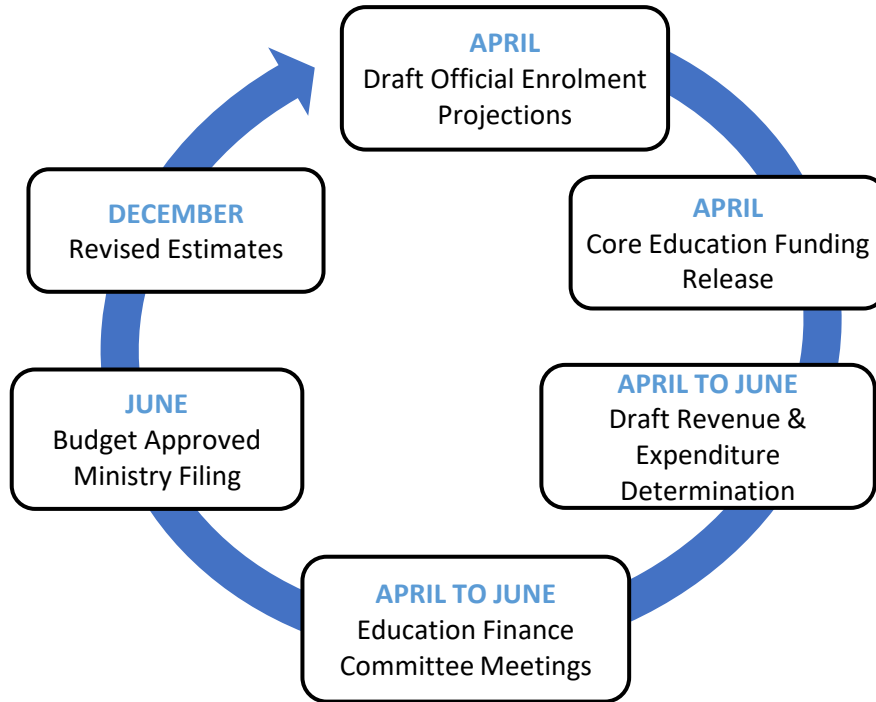 APRIL
Draft Official Enrolment
Projections
APRIL
Core Education Funding
Release
APRIL TO JUNE
Draft Revenue &
Expenditure
Determination
APRIL TO JUNE
Education Finance
Committee Meetings
JUNE
Budget Approved
Ministry Filing
DECEMBER
Revised Estimates